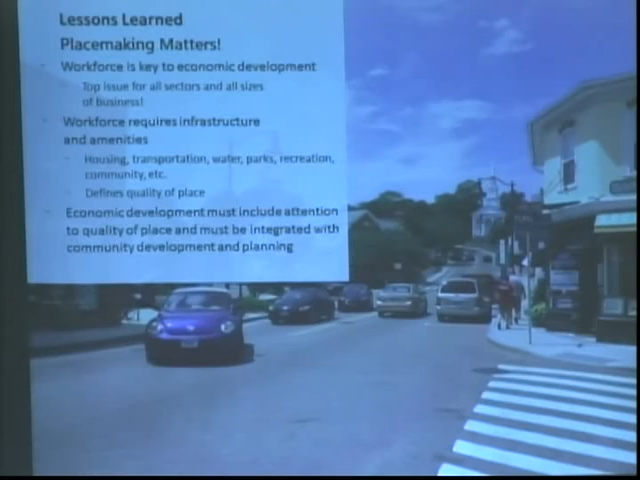 Lessons Learned
Placemaking Matters!
- Workforce is key to economic development
- Top issue for all sectors and all sizes
of business!
- Workforce requires infrastructure
and amenities
- Housing, transportation, water, parks, recreation,
community, etc.
- Defines quality of place
- Economic development must include attention
to quality of place and must be integrated with
community development and planning